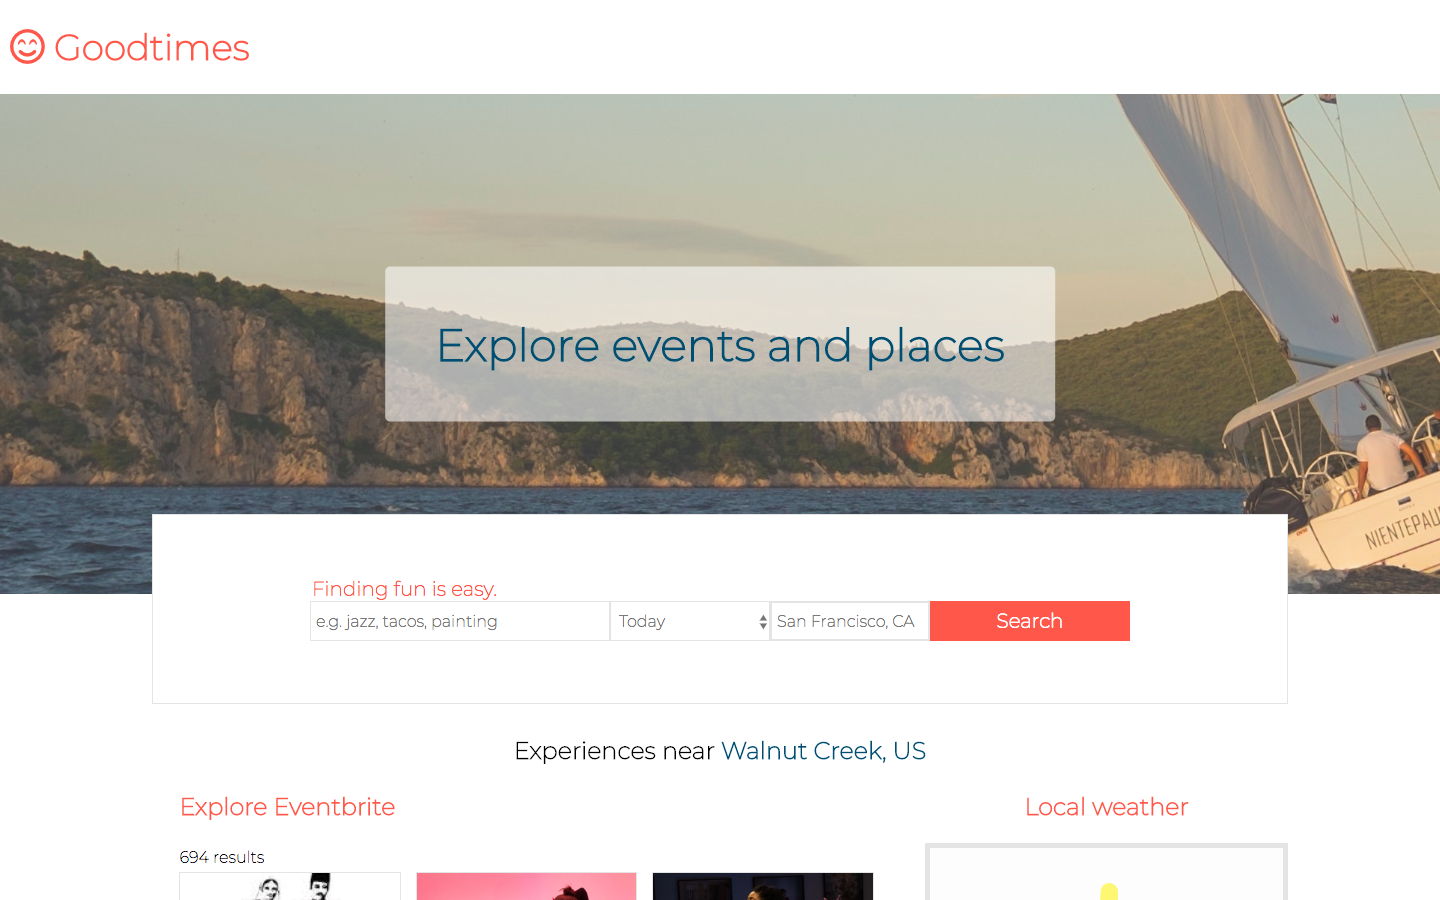 Goodtimes
Explore events and places
NIENTEPAU
Finding fun is easy.
e.g. jazz, tacos, painting
Today
San Francisco, CA
Search
Experiences near Walnut Creek, US
Explore Eventbrite
Local weather
694 results